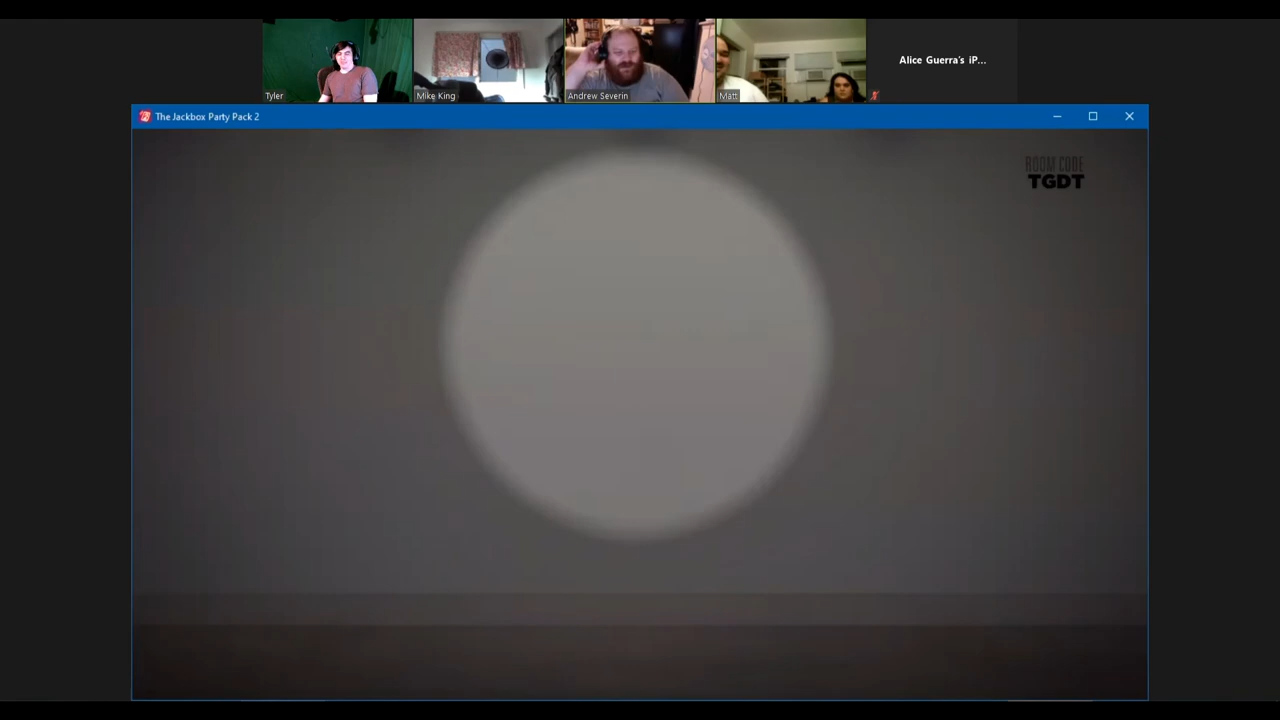 Tyler
Mike King
Andrew Severin
Matt
Alice Guerra's iP...
The Jackbox Party Pack 2
ROOM CODE
TGDT